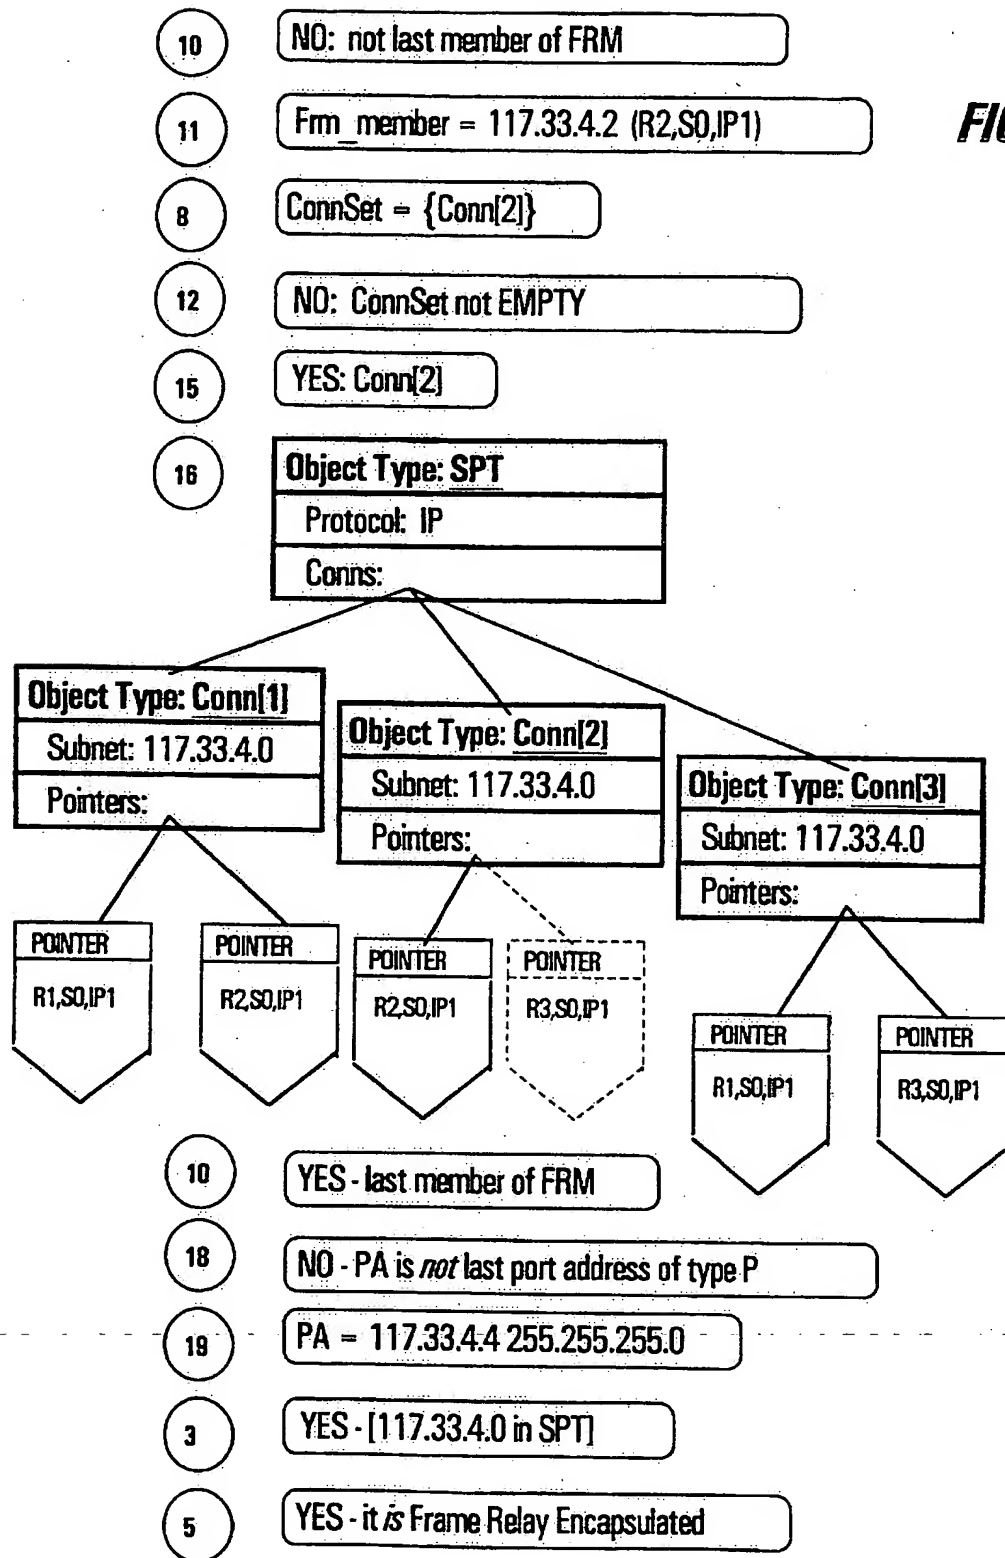 10
NO: not last member of FRM
11
Frm_member = 117.33.4.2 (R2,S0,IP1)
8
ConnSet = {Conn[2]}
12
NO: ConnSet not EMPTY
15
YES: Conn[2]
16
Object Type: SPT
Protocol: IP
Conns:
Object Type: Conn[1]
Subnet: 117.33.4.0
Pointers:
Object Type: Conn[2]
Subnet: 117.33.4.0
Pointers:
Object Type: Conn[3]
Subnet: 117.33.4.0
Pointers:
POINTER
R1,S0,IP1
POINTER
R2,S0,IP1
POINTER
R2,S0,IP1
POINTER
R3,S0,IP1
POINTER
R1,S0,IP1
POINTER
R3,S0,IP1
10
YES - last member of FRM
18
NO - PA is not last port address of type P
19
PA = 117.33.4.4 255.255.255.0
3
YES - [117.33.4.0 in SPT]
5
YES - it is Frame Relay Encapsulated